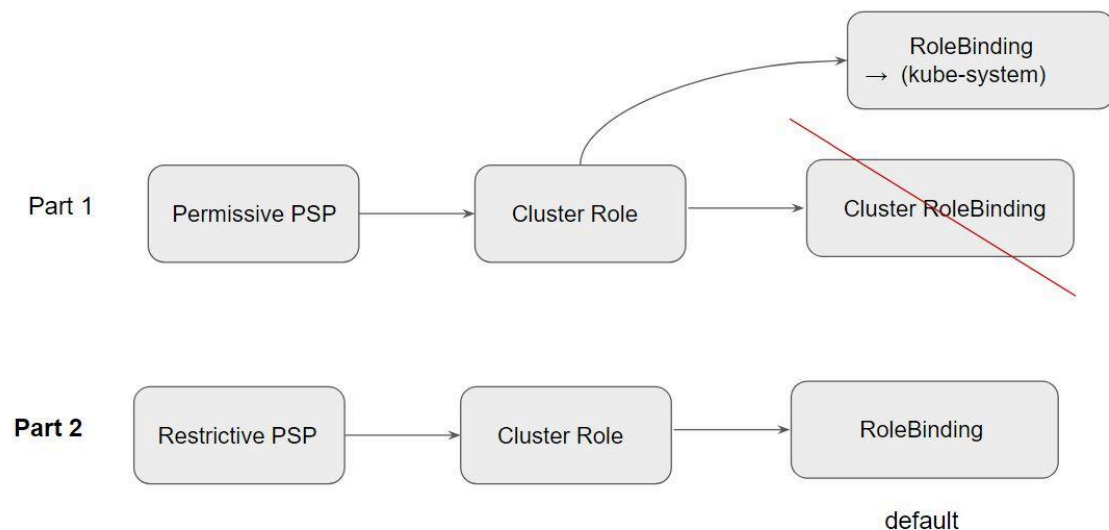 RoleBinding
→ (kube-system)
Part 1
Permissive PSP
Cluster Role
Cluster RoleBinding
Part 2
Restrictive PSP
Cluster Role
RoleBinding
default